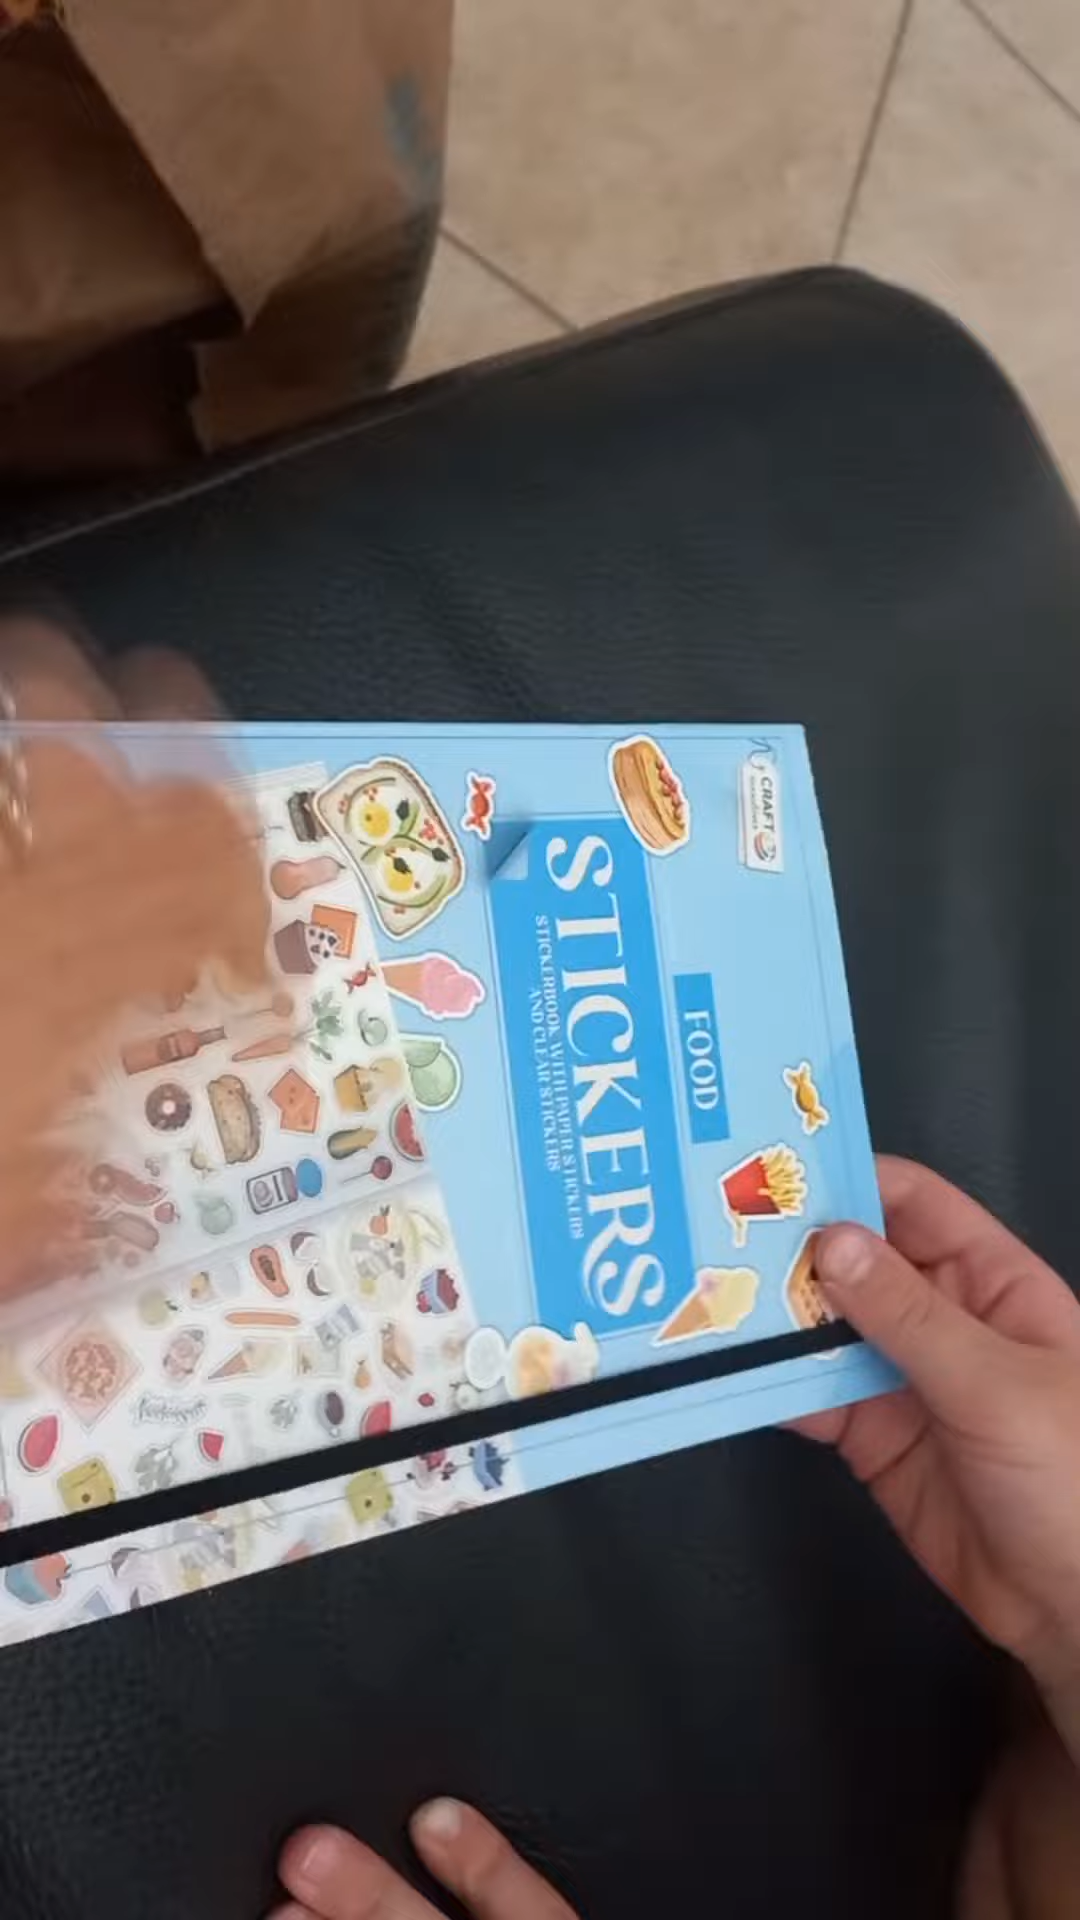 CRAFT
FOOD
STICKERS
STICKERBOOK WITH PAPER STICKERS
AND CLEAR STICKERS